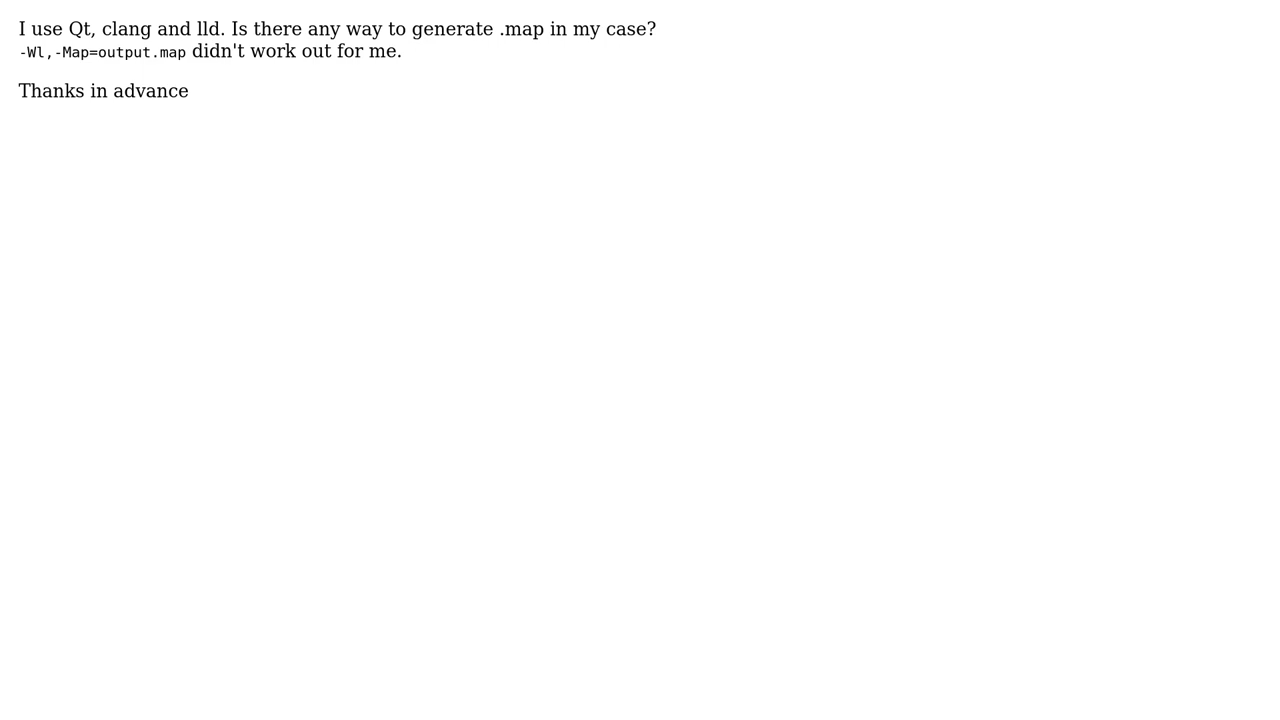 I use Qt, clang and lld. Is there any way to generate .map in my case?
-Wl,-Map=output.map didn't work out for me.
Thanks in advance